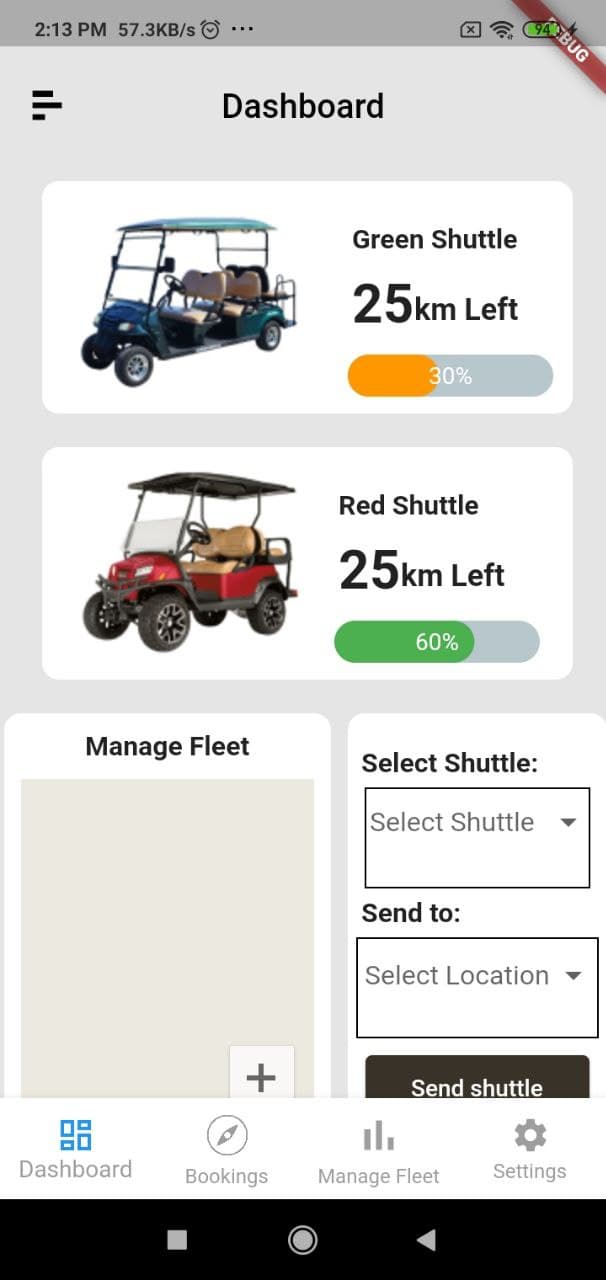 2:13 PM 57.3KB/s ...
94
DEBUG
Dashboard
Green Shuttle
25km Left
30%
Red Shuttle
25km Left
60%
Manage Fleet
Select Shuttle:
Select Shuttle
Send to:
Select Location
+
Send shuttle
Dashboard
Bookings
Manage Fleet
Settings